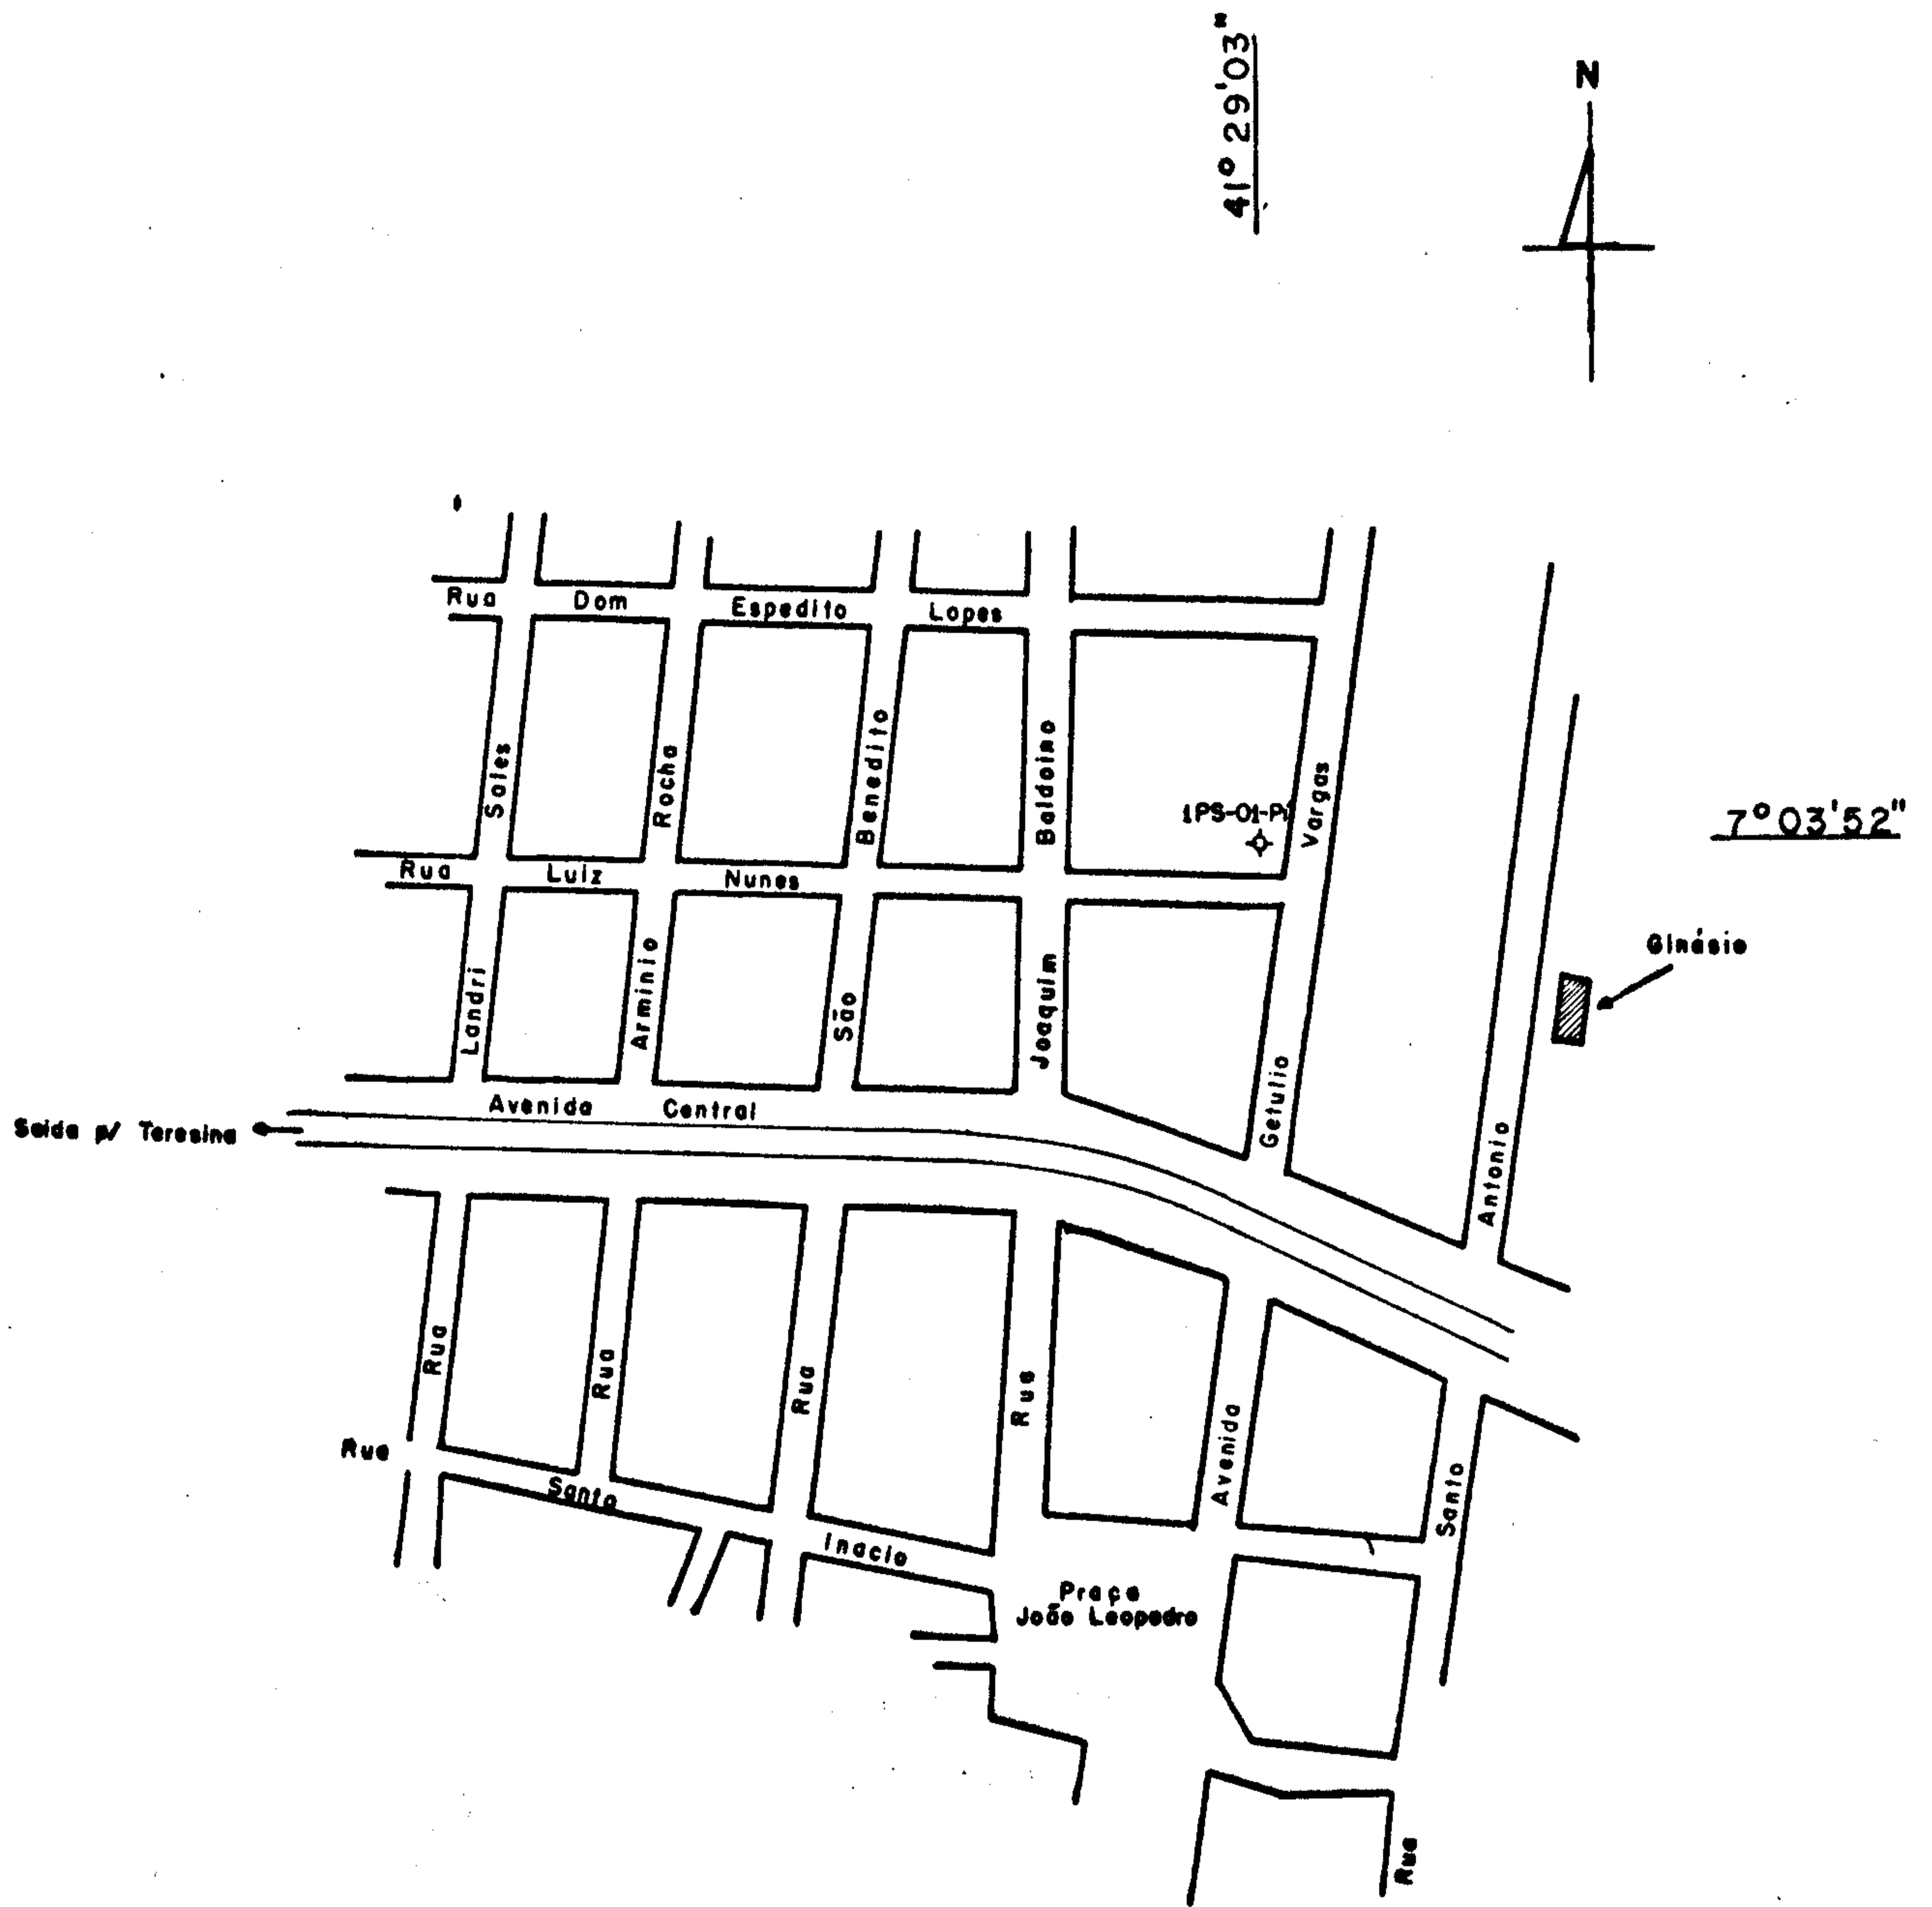 41° 29'03"
N
Rua Dom Espedito Lopes
Sales
Rocha
Benedito
Baldoino
Vargas
1PS-01-PI
7° 03'52"
Rua Luiz Nunes
Ginásio
Landri
Arminio
São
Joaquim
Getulio
Antonio
Avenida Central
Saida p/ Teresina
Rua
Rua
Rua
Rua
Avenida
Santo
Rua Santo Inacio
Praça
João Leopedro
Rua